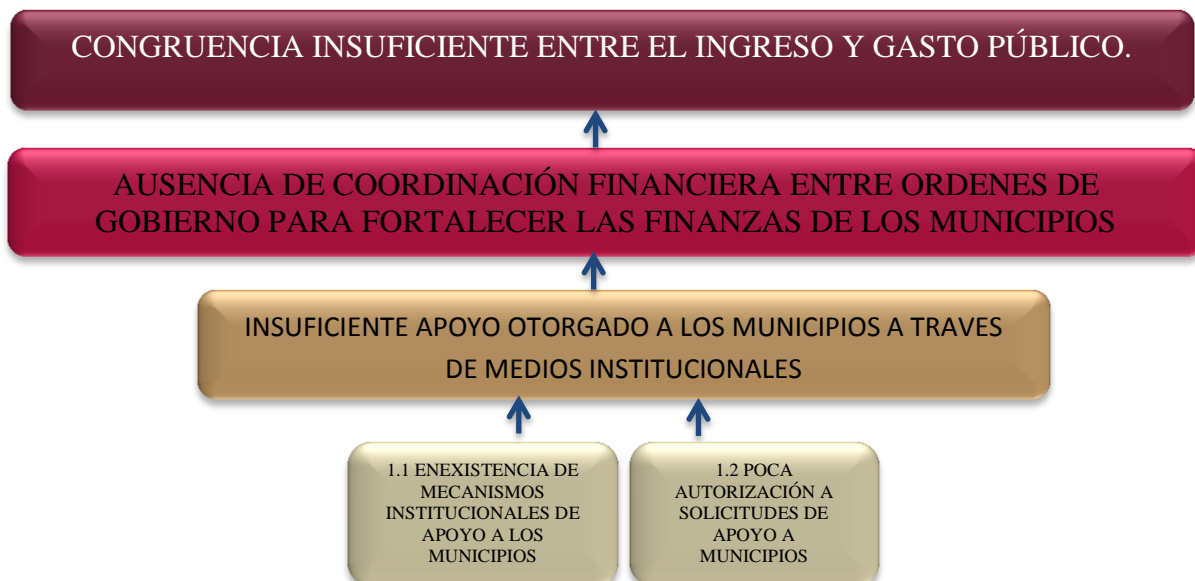 CONGRUENCIA INSUFICIENTE ENTRE EL INGRESO Y GASTO PÚBLICO.
AUSENCIA DE COORDINACIÓN FINANCIERA ENTRE ORDENES DE
GOBIERNO PARA FORTALECER LAS FINANZAS DE LOS MUNICIPIOS
INSUFICIENTE APOYO OTORGADO A LOS MUNICIPIOS A TRAVES
DE MEDIOS INSTITUCIONALES
1.1 ENEXISTENCIA DE
MECANISMOS
INSTITUCIONALES DE
APOYO A LOS
MUNICIPIOS
1.2 POCA
AUTORIZACIÓN A
SOLICITUDES DE
APOYO A
MUNICIPIOS